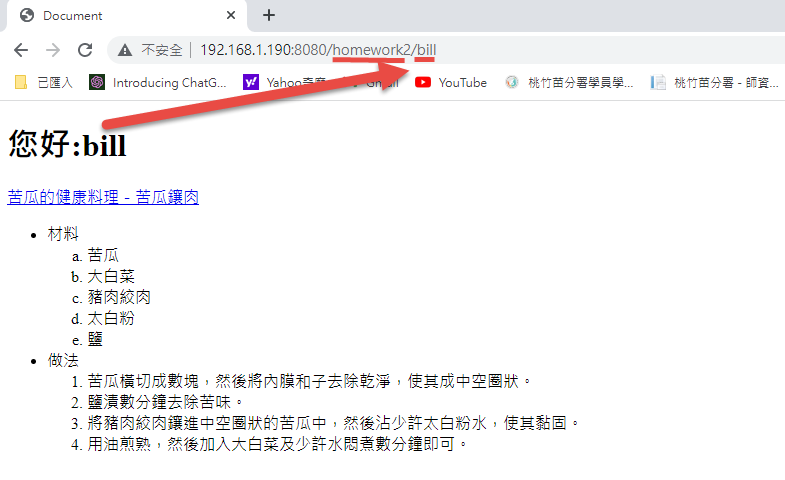 Document
不安全 | 192.168.1.190:8080/homework2/bill
已匯入 Introducing ChatG... Yahoo奇摩 Gmail YouTube 桃竹苗分署學員學... 桃竹苗分署 - 師資...
您好:bill
苦瓜的健康料理 - 苦瓜鑲肉
• 材料
a. 苦瓜
b. 大白菜
c. 豬肉絞肉
d. 太白粉
e. 鹽
• 做法
1. 苦瓜橫切成數塊，然後將內膜和子去除乾淨，使其成中空圈狀。
2. 鹽漬數分鐘去除苦味。
3. 將豬肉絞肉鑲進中空圈狀的苦瓜中，然後沾少許太白粉水，使其黏固。
4. 用油煎熟，然後加入大白菜及少許水悶煮數分鐘即可。